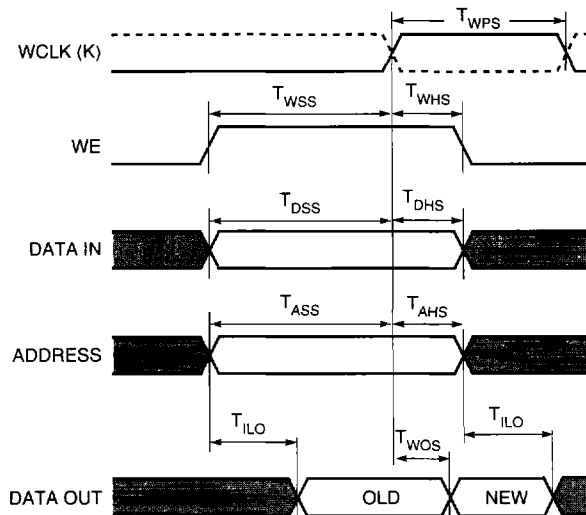 T_WPS
WCLK (K)
T_WSS T_WHS
WE
T_DSS T_DHS
DATA IN
T_ASS T_AHS
ADDRESS
T_ILO T_WOS T_ILO
DATA OUT OLD NEW